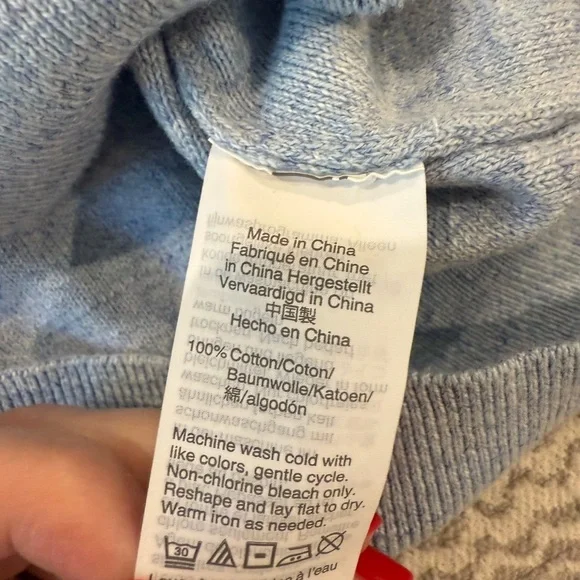 Made in China
Fabriqué en Chine
in China Hergestellt
Vervaardigd in China
中国製
Hecho en China
100% Cotton/Coton/
Baumwolle/Katoen/
綿/algodón
Machine wash cold with
like colors, gentle cycle.
Non-chlorine bleach only.
Reshape and lay flat to dry.
Warm iron as needed.
30
à l'eau